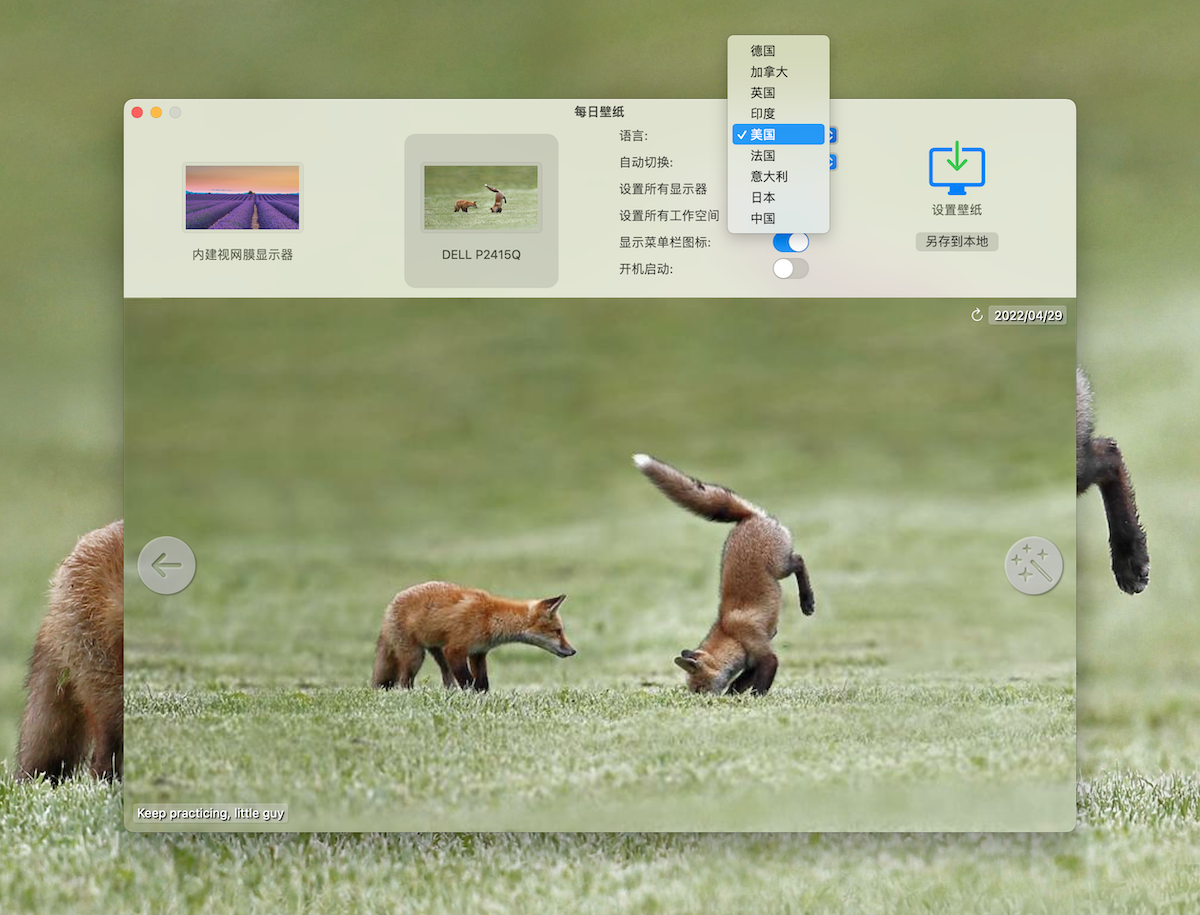 每日壁纸
内建视网膜显示器
DELL P2415Q
语言:
自动切换:
设置所有显示器
设置所有工作空间
显示菜单栏图标:
开机启动:
德国
加拿大
英国
印度
美国
法国
意大利
日本
中国
设置壁纸
另存到本地
2022/04/29
Keep practicing, little guy